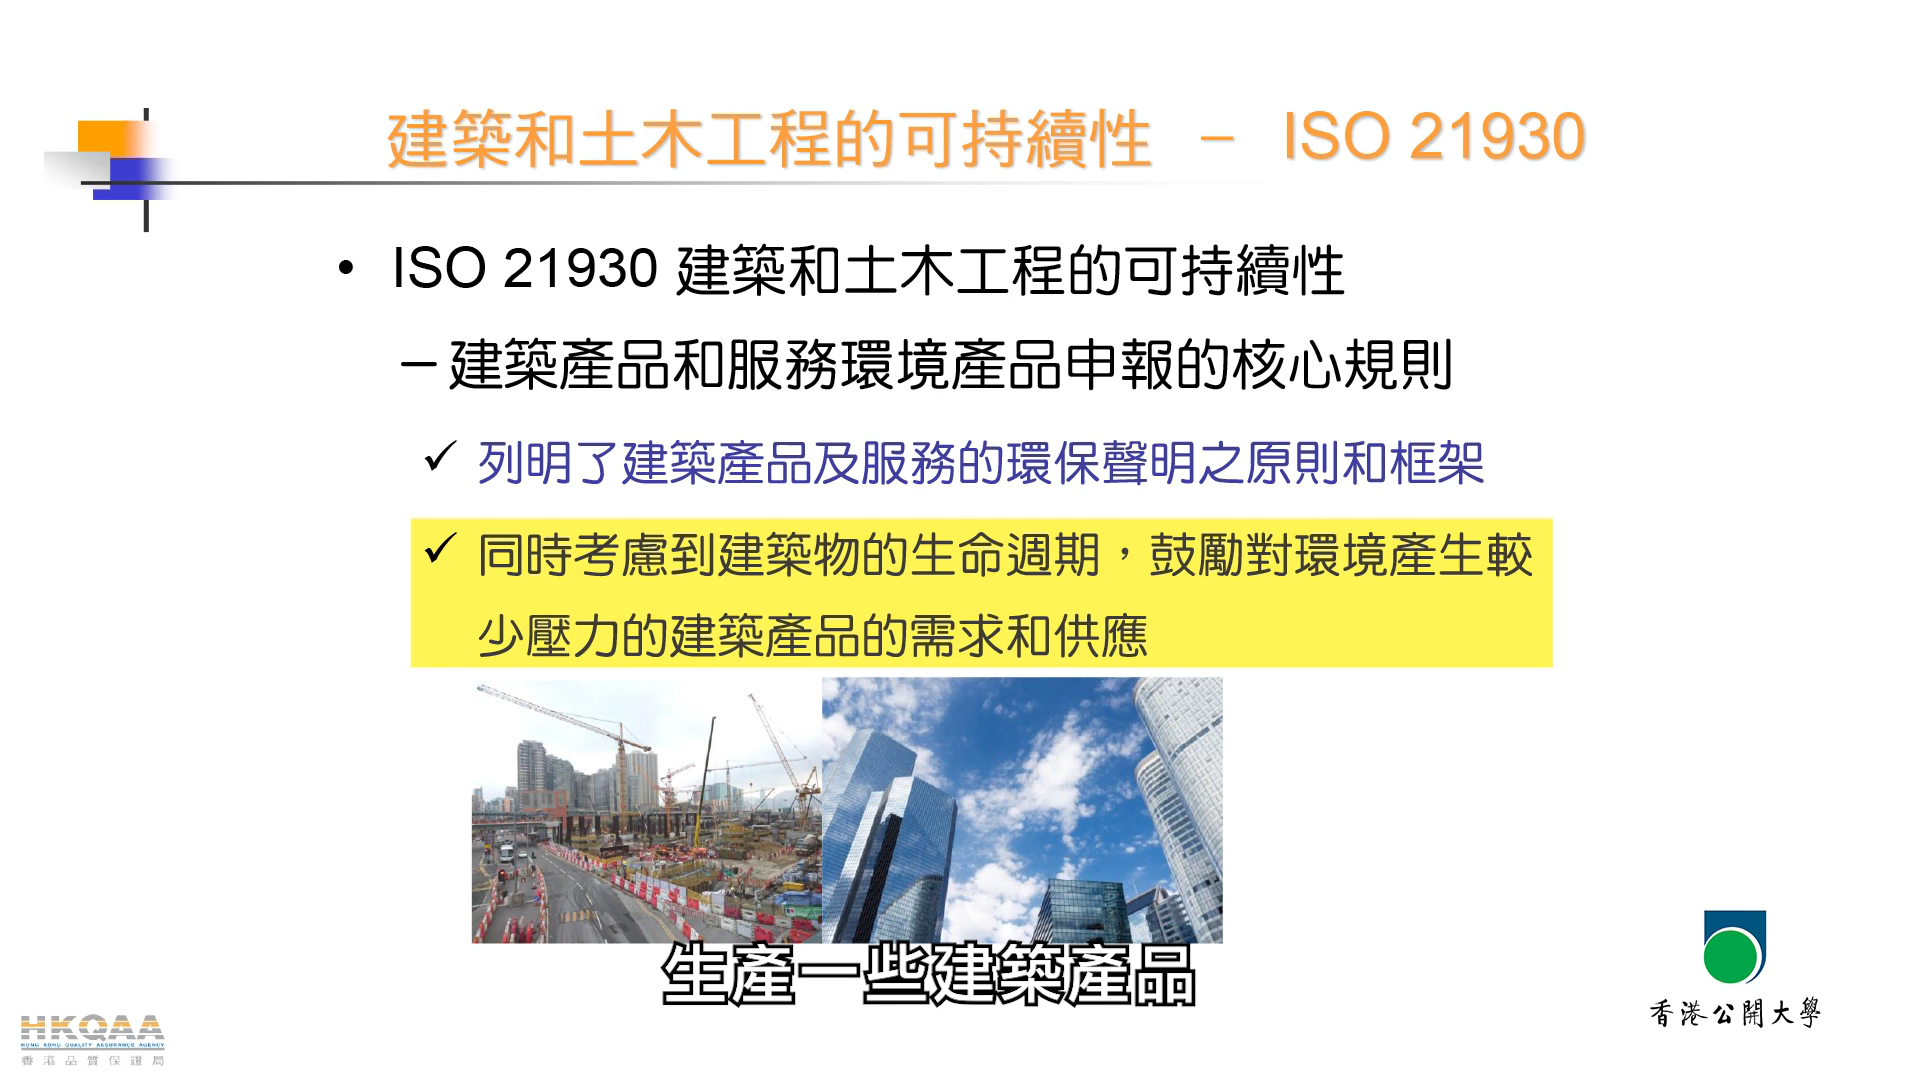 建築和土木工程的可持續性 – ISO 21930
• ISO 21930 建築和土木工程的可持續性
– 建築產品和服務環境產品申報的核心規則
✓ 列明了建築產品及服務的環保聲明之原則和框架
✓ 同時考慮到建築物的生命週期，鼓勵對環境產生較
少壓力的建築產品的需求和供應
生產一些建築產品
香港公開大學
HKQAA
HONG KONG QUALITY ASSURANCE AGENCY
香港品質保證局